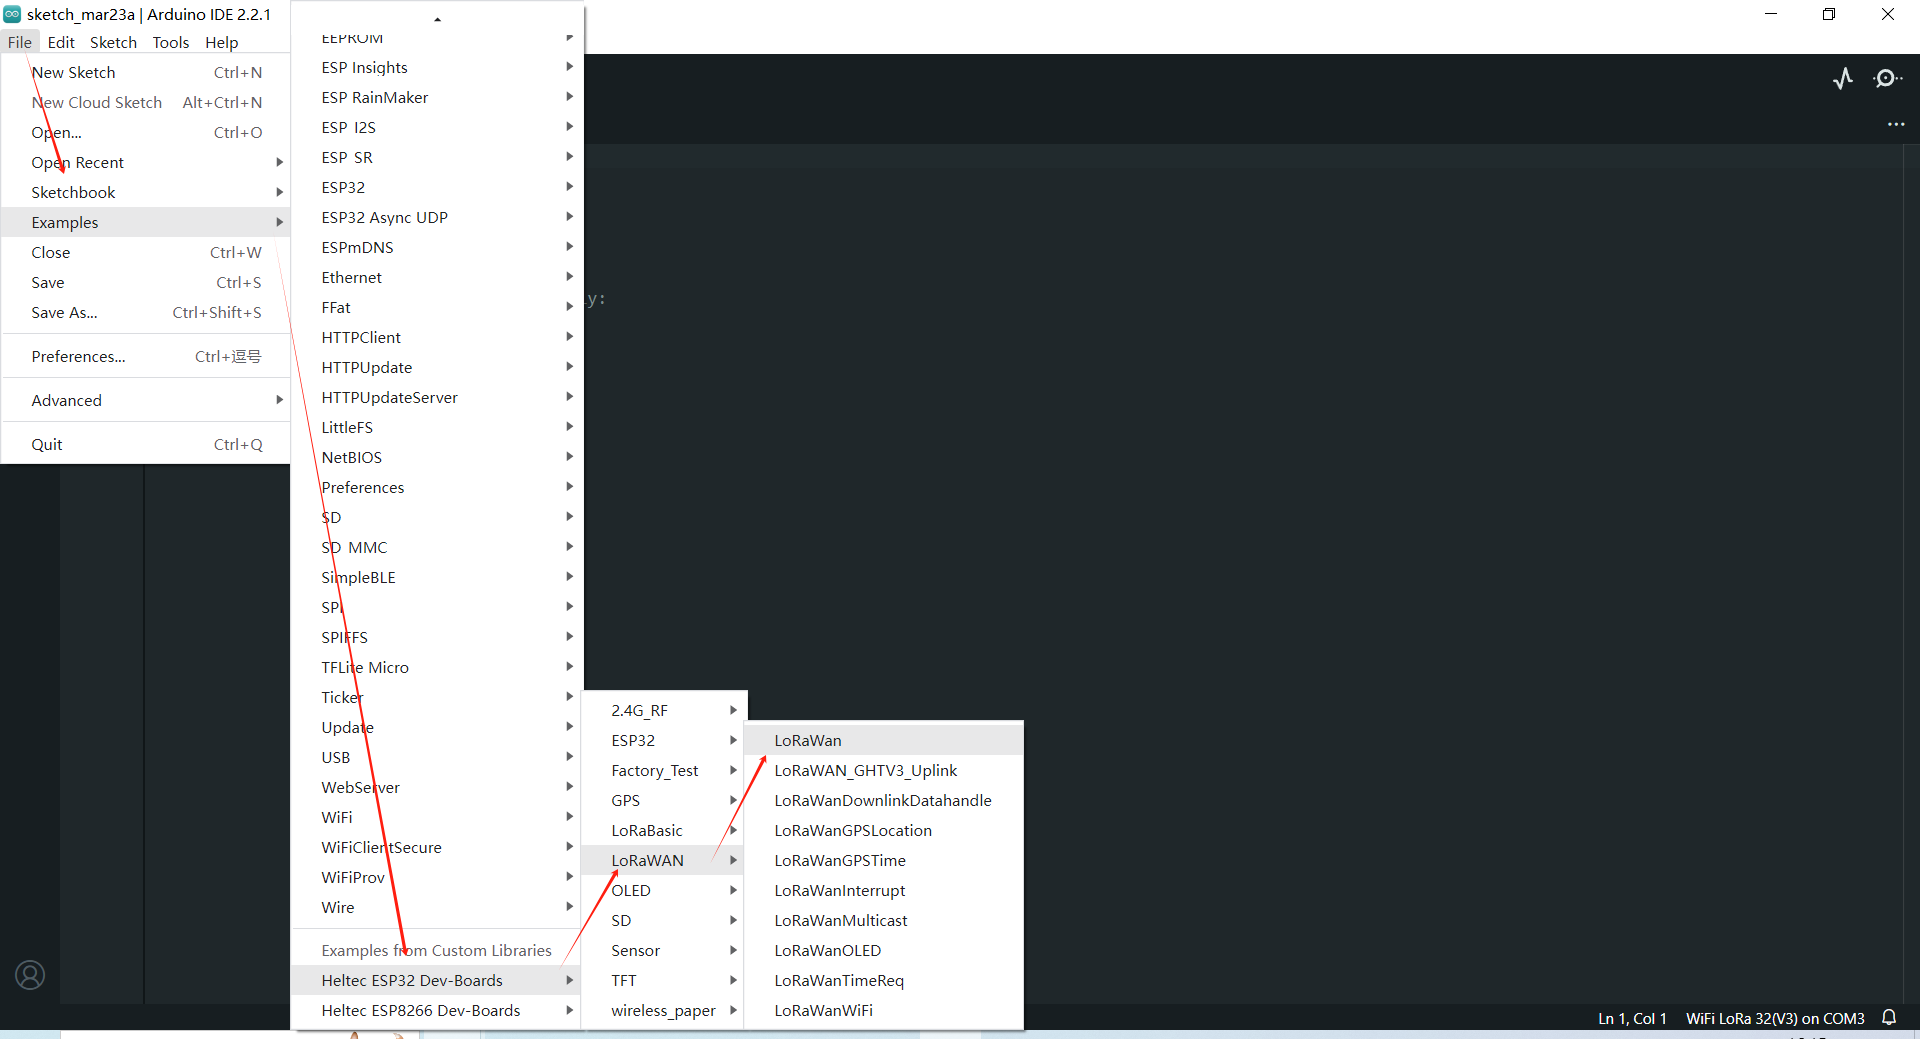 sketch_mar23a | Arduino IDE 2.2.1
File Edit Sketch Tools Help
New Sketch Ctrl+N
New Cloud Sketch Alt+Ctrl+N
Open... Ctrl+O
Open Recent
Sketchbook
Examples
Close Ctrl+W
Save Ctrl+S
Save As... Ctrl+Shift+S
Preferences... Ctrl+逗号
Advanced
Quit Ctrl+Q
EEPROM
ESP Insights
ESP RainMaker
ESP I2S
ESP SR
ESP32
ESP32 Async UDP
ESPmDNS
Ethernet
FFat
HTTPClient
HTTPUpdate
HTTPUpdateServer
LittleFS
NetBIOS
Preferences
SD
SD MMC
SimpleBLE
SPI
SPIFFS
TFLite Micro
Ticker
Update
USB
WebServer
WiFi
WiFiClientSecure
WiFiProv
Wire
Examples from Custom Libraries
Heltec ESP32 Dev-Boards
Heltec ESP8266 Dev-Boards
2.4G_RF
ESP32
Factory_Test
GPS
LoRaBasic
LoRaWAN
OLED
SD
Sensor
TFT
wireless_paper
LoRaWan
LoRaWAN_GHTV3_Uplink
LoRaWanDownlinkDatahandle
LoRaWanGPSLocation
LoRaWanGPSTime
LoRaWanInterrupt
LoRaWanMulticast
LoRaWanOLED
LoRaWanTimeReq
LoRaWanWiFi
y:
Ln 1, Col 1 WiFi LoRa 32(V3) on COM3